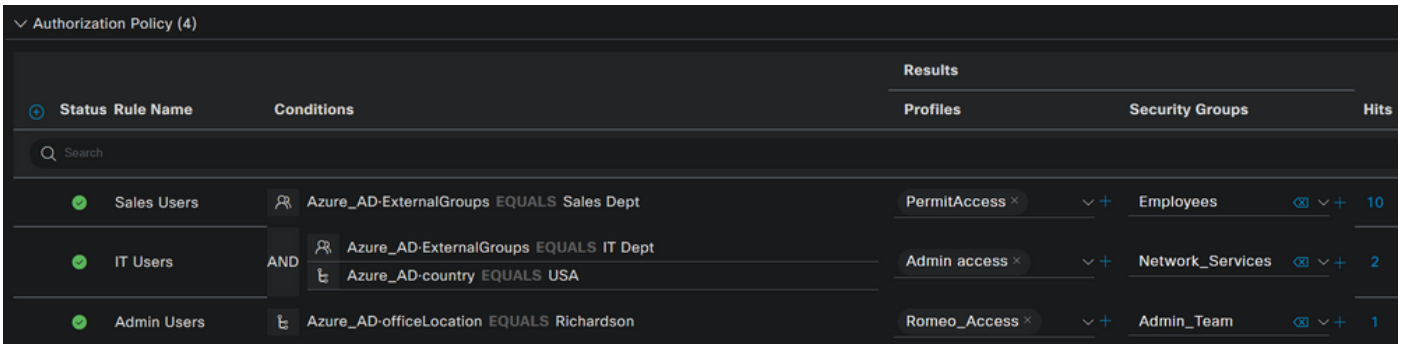 Authorization Policy (4)
Results
Status Rule Name Conditions Profiles Security Groups Hits
Search
Sales Users Azure_AD·ExternalGroups EQUALS Sales Dept PermitAccess × Employees 10
Azure_AD·ExternalGroups EQUALS IT Dept
IT Users AND Admin access × Network_Services 2
Azure_AD·country EQUALS USA
Admin Users Azure_AD·officeLocation EQUALS Richardson Romeo_Access × Admin_Team 1